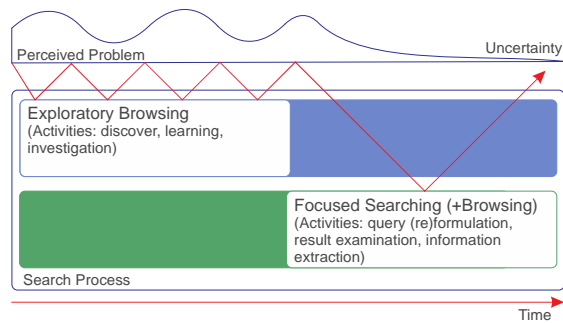 Perceived Problem
Uncertainty
Exploratory Browsing
(Activities: discover, learning,
investigation)
Focused Searching (+Browsing)
(Activities: query (re)formulation,
result examination, information
extraction)
Search Process
Time